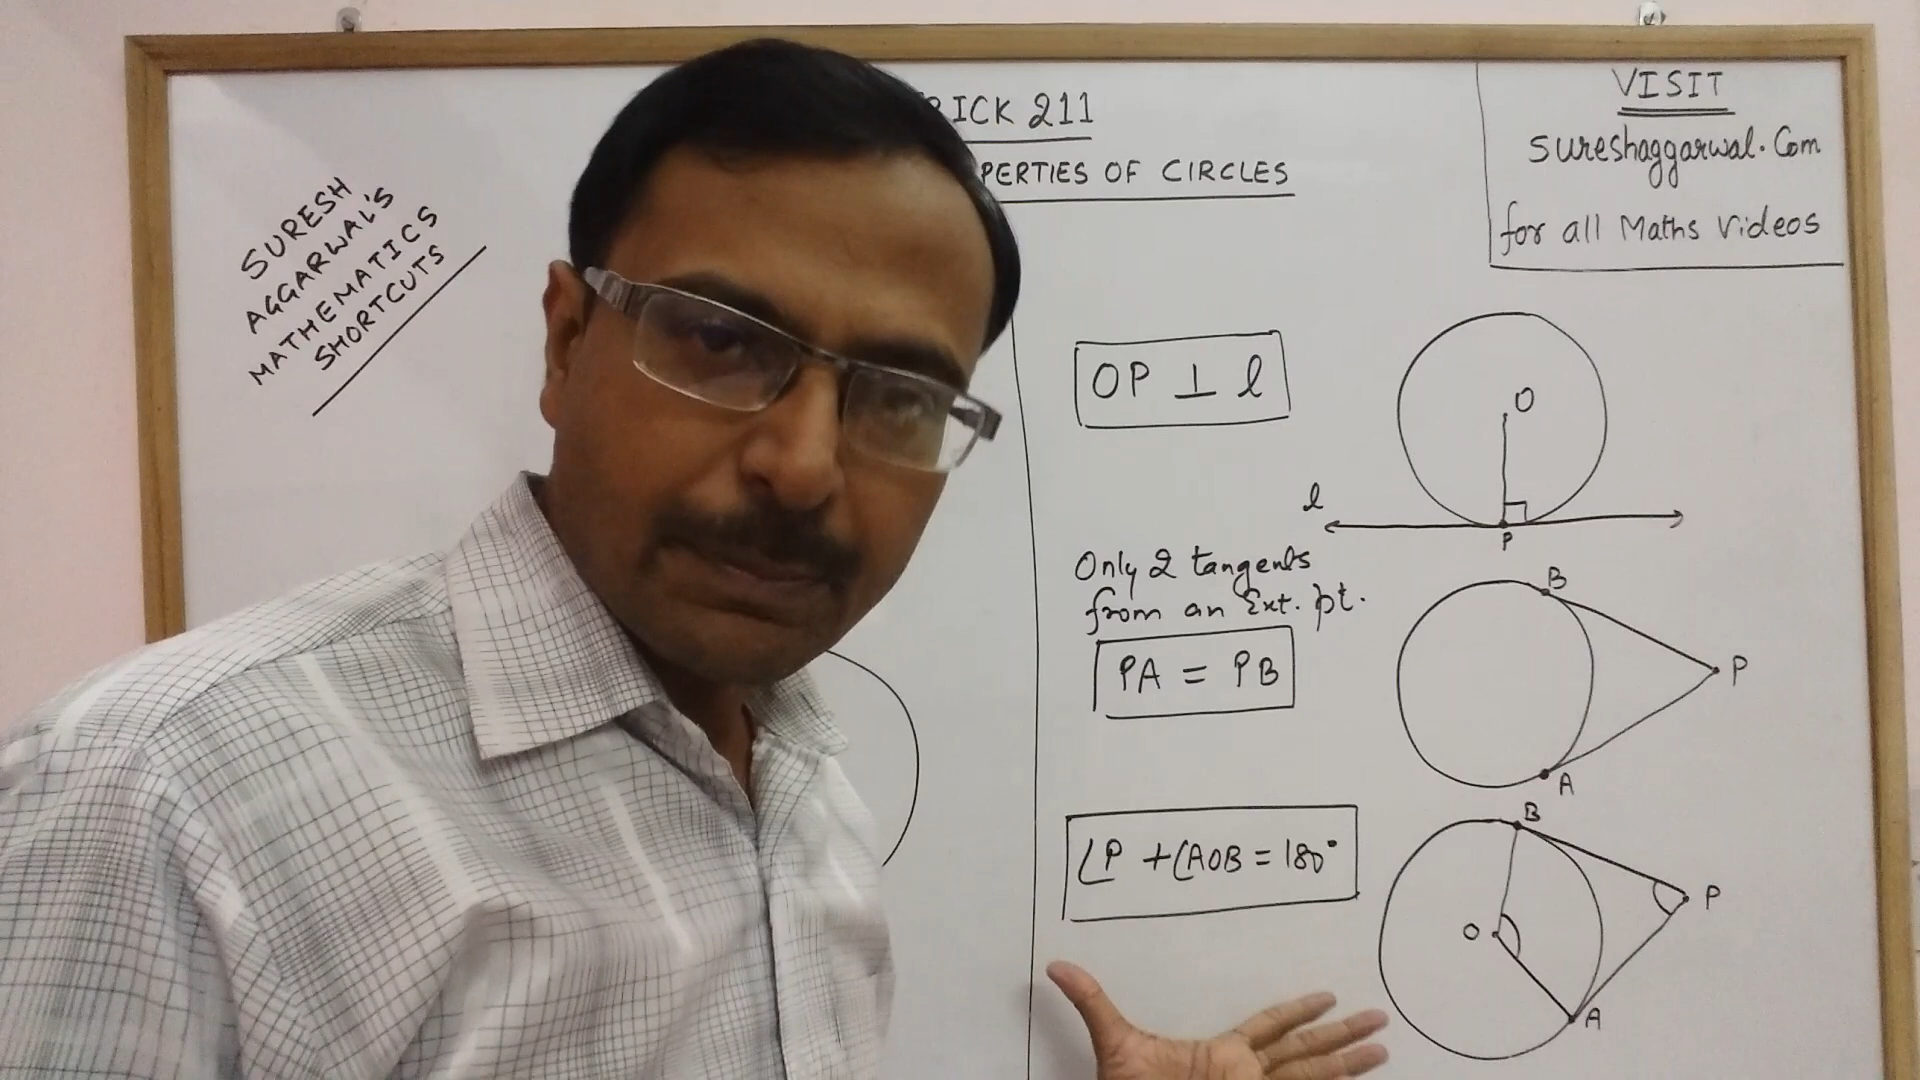 SURESH
AGGARWAL'S
MATHEMATICS
SHORTCUTS
RICK 211
PERTIES OF CIRCLES
VISIT
sureshaggarwal.Com
for all Maths Videos
OP ⊥ l
O
l
P
Only 2 tangents
from an Ext. pt.
PA = PB
B
P
A
∠P + ∠AOB = 180°
B
P
O
A